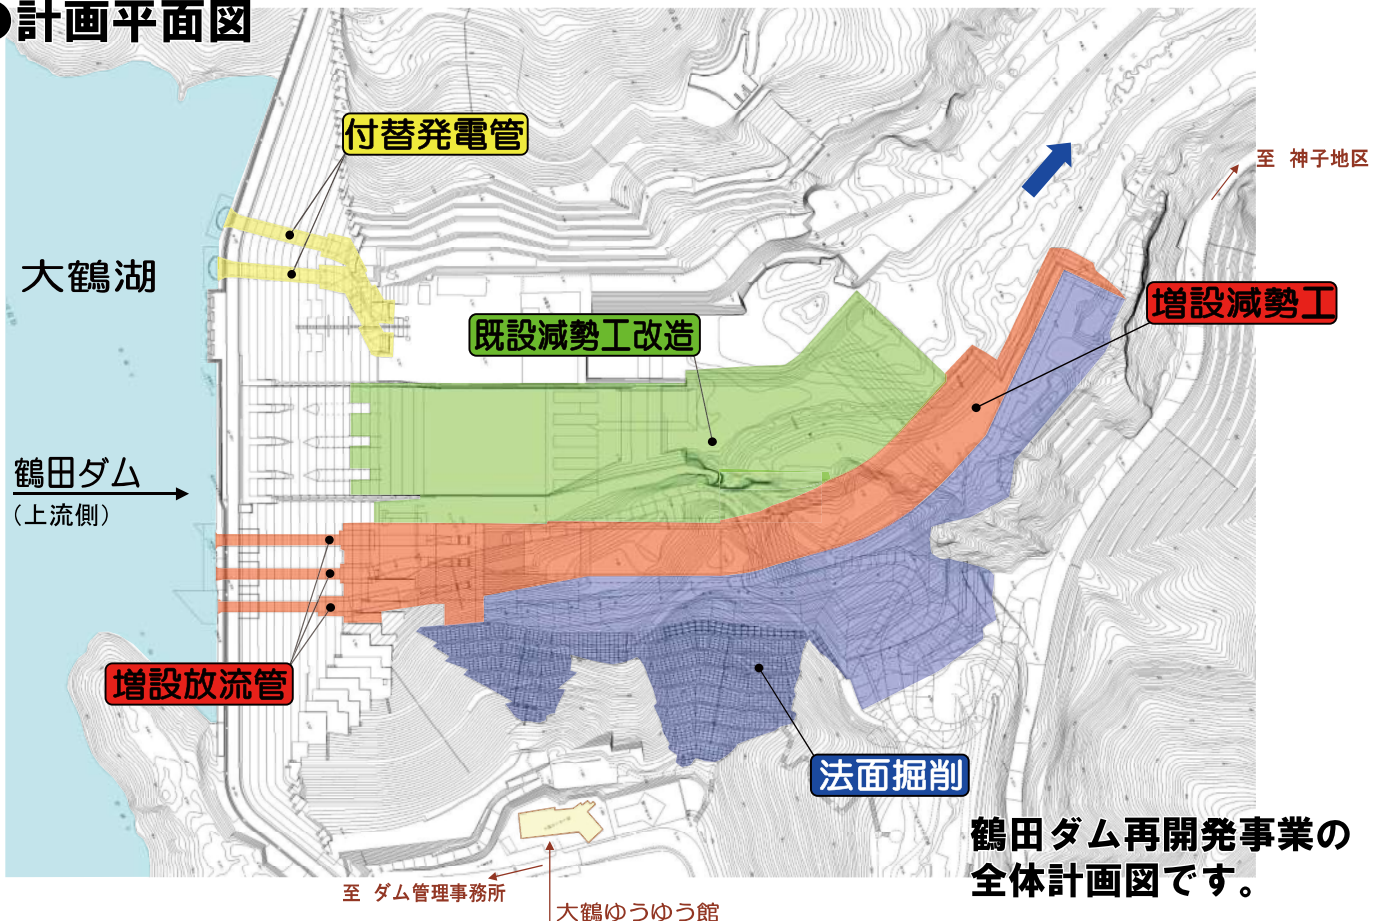 ●計画平面図
付替発電管
至 神子地区
大鶴湖
増設減勢工
既設減勢工改造
鶴田ダム
（上流側）
増設放流管
法面掘削
鶴田ダム再開発事業の
全体計画図です。
至 ダム管理事務所
大鶴ゆうゆう館